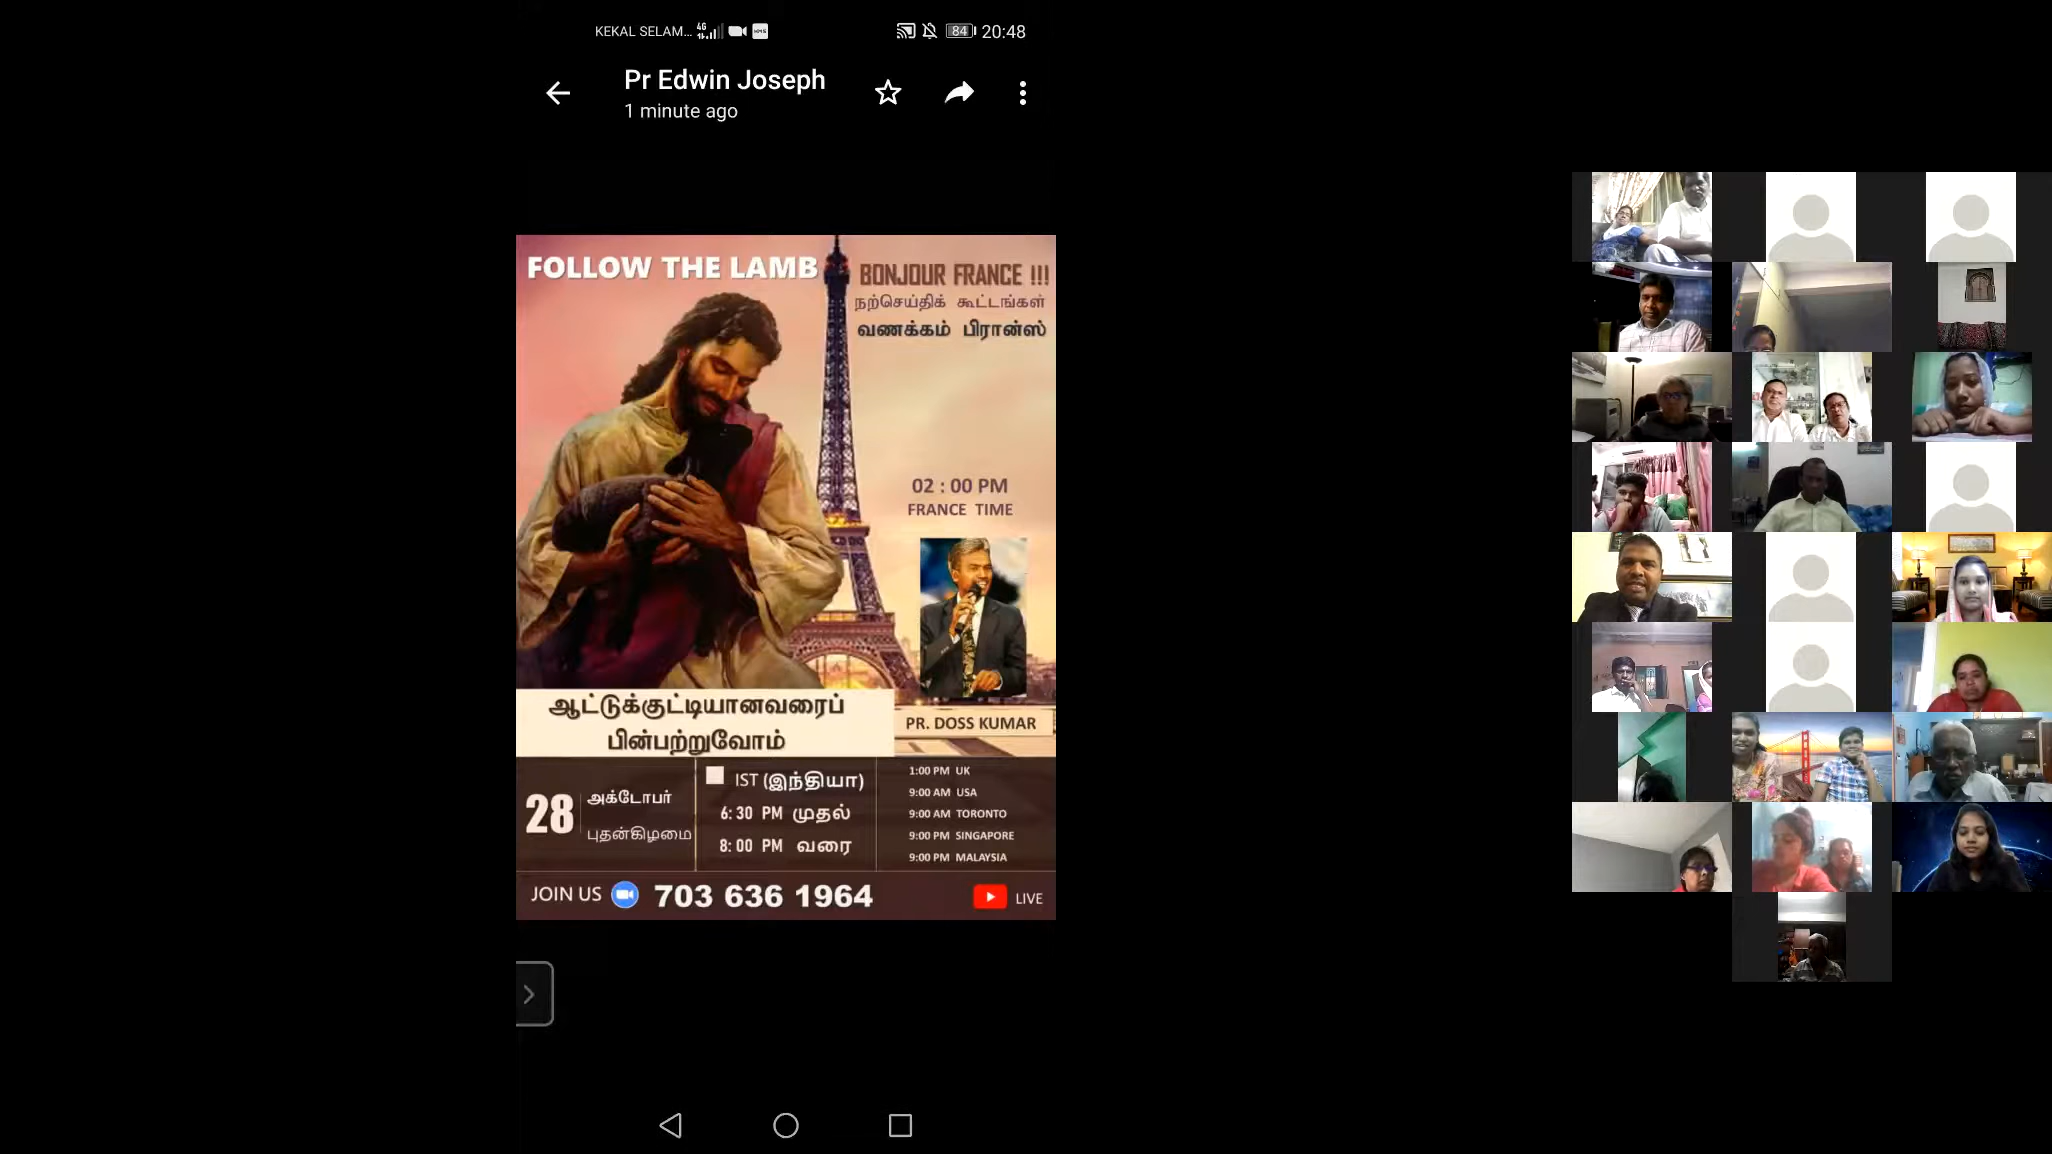 KEKAL SELAM... 4G 84 20:48
Pr Edwin Joseph
1 minute ago
FOLLOW THE LAMB
BONJOUR FRANCE !!!
நற்செய்திக் கூட்டங்கள்
வணக்கம் பிரான்ஸ்
02 : 00 PM
FRANCE TIME
PR. DOSS KUMAR
ஆட்டுக்குட்டியானவரைப்
பின்பற்றுவோம்
28 அக்டோபர்
புதன்கிழமை
IST (இந்தியா)
6: 30 PM முதல்
8: 00 PM வரை
1:00 PM UK
9:00 AM USA
9:00 AM TORONTO
9:00 PM SINGAPORE
9:00 PM MALAYSIA
JOIN US 703 636 1964 LIVE